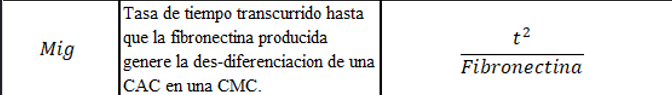 Mig
Tasa de tiempo transcurrido hasta
que la fibronectina producida
genere la des-diferenciacion de una
CAC en una CMC.
t²
Fibronectina